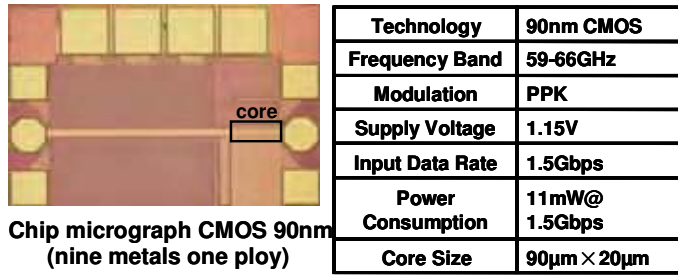 core
Chip micrograph CMOS 90nm
(nine metals one ploy)
Technology 90nm CMOS
Frequency Band 59-66GHz
Modulation PPK
Supply Voltage 1.15V
Input Data Rate 1.5Gbps
Power Consumption 11mW@ 1.5Gbps
Core Size 90μm×20μm